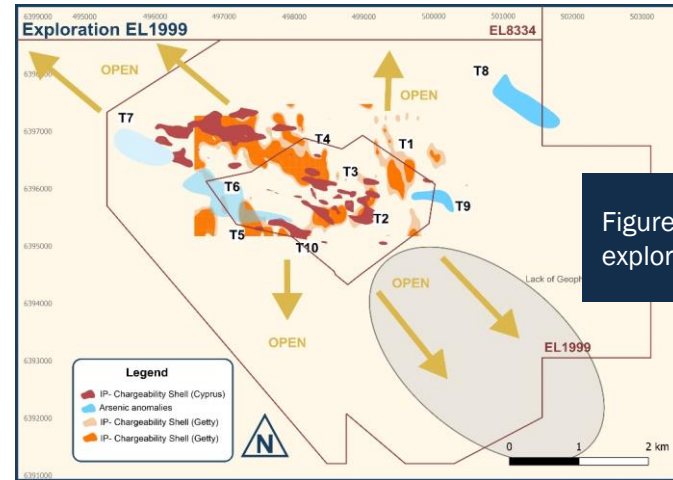 499000 495000 496000 497000 498000 499000 500000 501000 502000 503000
Exploration EL1999
EL8334
6398000
OPEN
T8
OPEN
T7
6397000
T4
T1
T3
T6
6396000
T9
T2
T5
T10
6395000
OPEN
Lack of
6394000
OPEN
EL1999
6393000
Legend
IP- Chargeability Shell (Cyprus)
Arsenic anomalies
IP- Chargeability Shell (Getty)
IP- Chargeability Shell (Getty)
6392000
N
0 1 2 km
6391000
Figure
explor